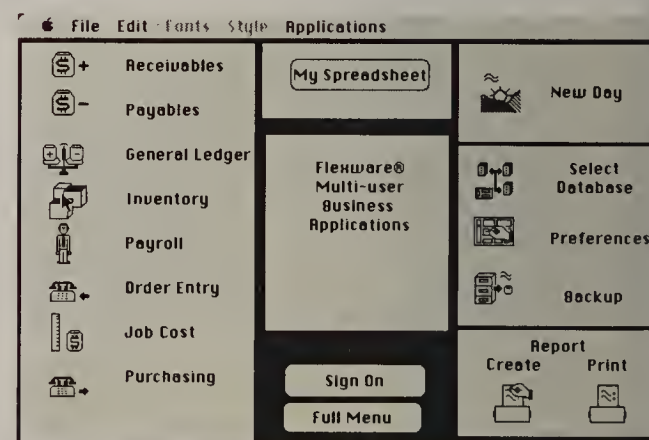 File Edit Fonts Style Applications
Receivables
Payables
General Ledger
Inventory
Payroll
Order Entry
Job Cost
Purchasing
My Spreadsheet
Flexware®
Multi-user
Business
Applications
Sign On
Full Menu
New Day
Select
Database
Preferences
Backup
Report
Create Print